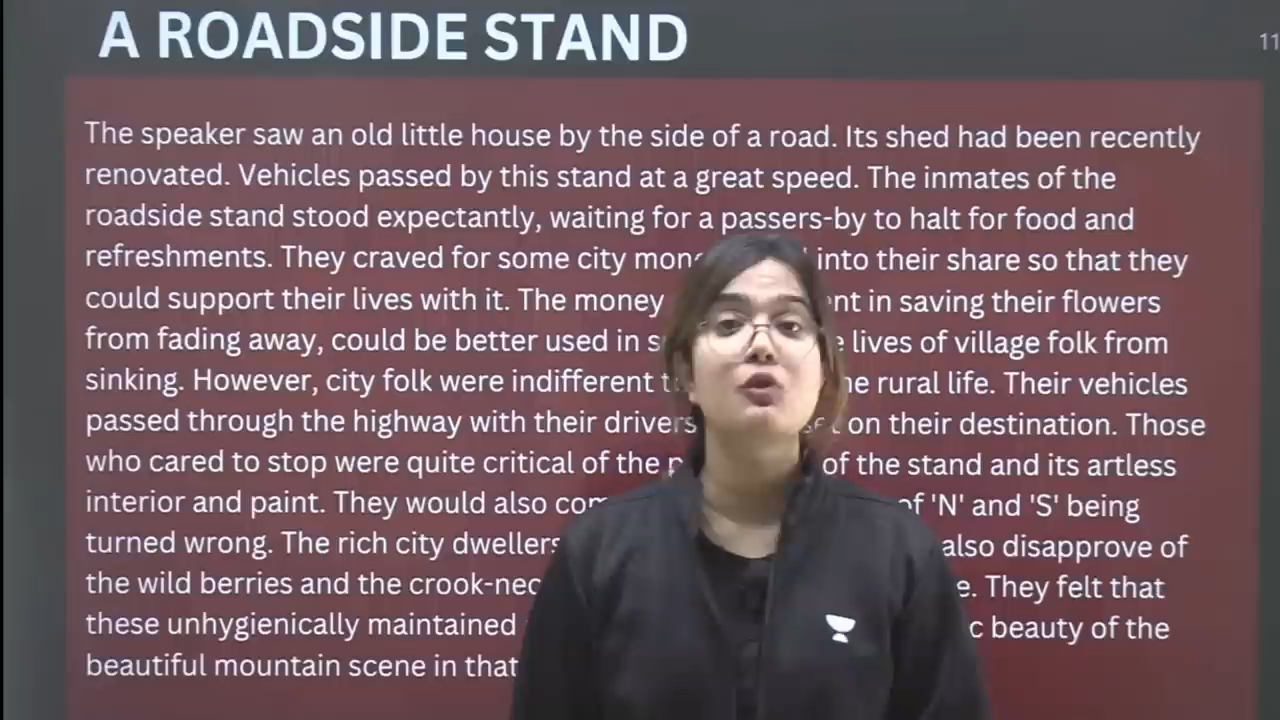 A ROADSIDE STAND
11
The speaker saw an old little house by the side of a road. Its shed had been recently
renovated. Vehicles passed by this stand at a great speed. The inmates of the
roadside stand stood expectantly, waiting for a passers-by to halt for food and
refreshments. They craved for some city into their share so that they
could support their lives with it. The money in saving their flowers
from fading away, could be better used in lives of village folk from
sinking. However, city folk were indifferent rural life. Their vehicles
passed through the highway with their drivers on their destination. Those
who cared to stop were quite critical of the of the stand and its artless
interior and paint. They would also of 'N' and 'S' being
turned wrong. The rich city dwellers also disapprove of
the wild berries and the They felt that
these unhygienically maintained beauty of the
beautiful mountain scene in that